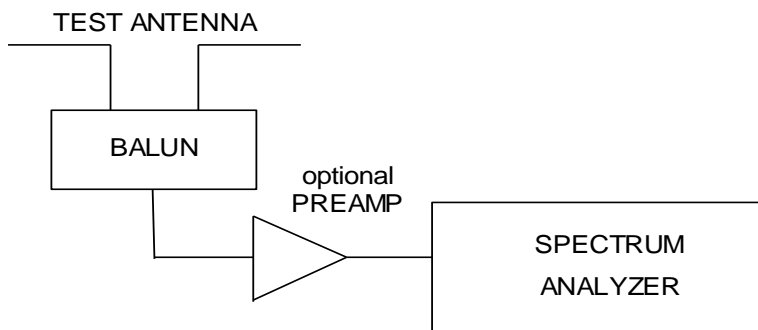 TEST ANTENNA
BALUN
optional
PREAMP
SPECTRUM
ANALYZER